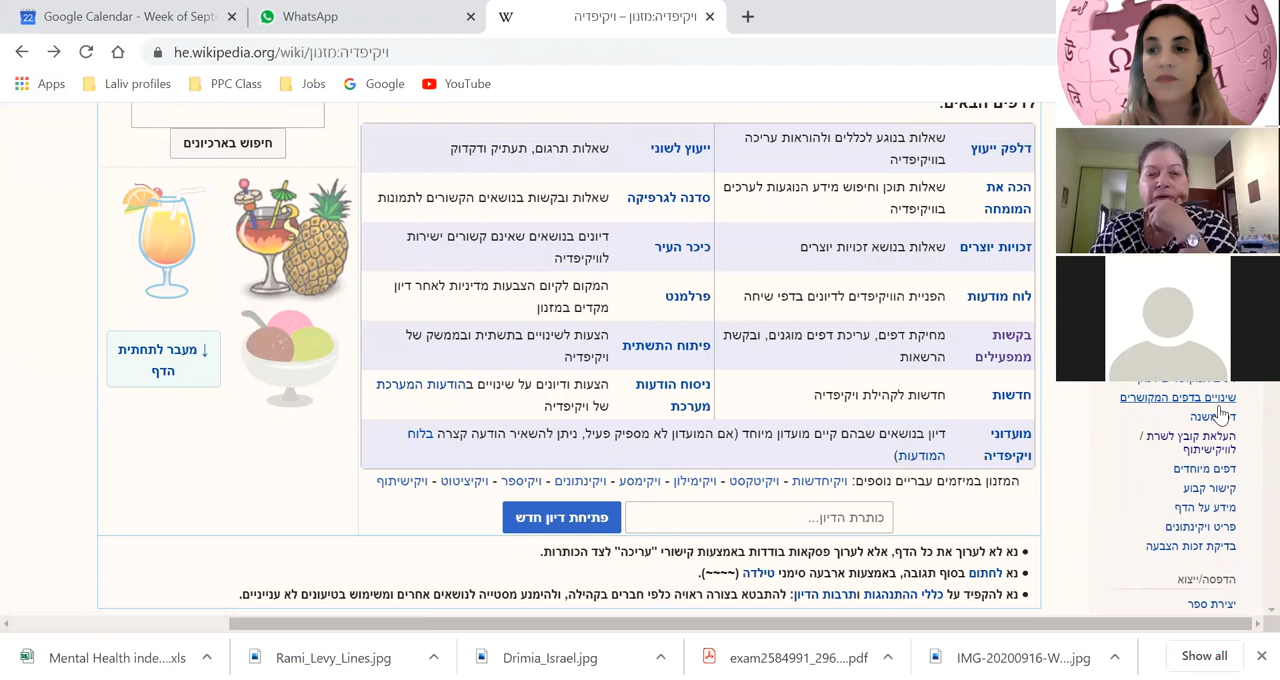 Google Calendar - Week of Septe
WhatsApp
ויקיפדיה:מזנון – ויקיפדיה
he.wikipedia.org/wiki/ויקיפדיה:מזנון
Apps
Laliv profiles
PPC Class
Jobs
Google
YouTube
לדפים הבאים:
חיפוש בארכיונים
↓ מעבר לתחתית
הדף
דלפק ייעוץ
שאלות בנוגע לכללים ולהוראות עריכה
בוויקיפדיה
ייעוץ לשוני
שאלות תרגום, תעתיק ודקדוק
הכה את
המומחה
שאלות תוכן וחיפוש מידע הנוגעות לערכים
בוויקיפדיה
סדנה לגרפיקה
שאלות ובקשות בנושאים הקשורים לתמונות
זכויות יוצרים
שאלות בנושא זכויות יוצרים
כיכר העיר
דיונים בנושאים שאינם קשורים ישירות
לוויקיפדיה
לוח מודעות
הפניית הוויקיפדים לדיונים בדפי שיחה
פרלמנט
המקום לקיום הצבעות מדיניות לאחר דיון
מקדים במזנון
בקשות
ממפעילים
מחיקת דפים, עריכת דפים מוגנים, ובקשת
הרשאות
פיתוח התשתית
הצעות לשינויים בתשתית ובממשק של
ויקיפדיה
חדשות
חדשות לקהילת ויקיפדיה
ניסוח הודעות
מערכת
הצעות ודיונים על שינויים בהודעות המערכת
של ויקיפדיה
מועדוני
ויקיפדיה
דיון בנושאים שבהם קיים מועדון מיוחד (אם המועדון לא מספיק פעיל, ניתן להשאיר הודעה קצרה בלוח
המודעות)
המזנון במיזמים עבריים נוספים: ויקיחדשות - ויקיטקסט - ויקימילון - ויקימסע - ויקינתונים - ויקיספר - ויקיציטוט - ויקישיתוף
כותרת הדיון...
פתיחת דיון חדש
• נא לא לערוך את כל הדף, אלא לערוך פסקאות בודדות באמצעות קישורי "עריכה" לצד הכותרות.
• נא לחתום בסוף תגובה, באמצעות ארבעה סימני טילדה (~~~~).
• נא להקפיד על כללי ההתנהגות ותרבות הדיון: להתבטא בצורה ראויה כלפי חברים בקהילה, ולהימנע מסטייה לנושאים אחרים ומשימוש בטיעונים לא ענייניים.
שינויים בדפים המקושרים
העלאת קובץ לשרת /
לוויקישיתוף
דפים מיוחדים
קישור קבוע
מידע על הדף
פריט ויקינתונים
בדיקת זכות הצבעה
הדפסה/ייצוא
יצירת ספר
Mental Health inde....xls
Rami_Levy_Lines.jpg
Drimia_Israel.jpg
exam2584991_296....pdf
IMG-20200916-W....jpg
Show all